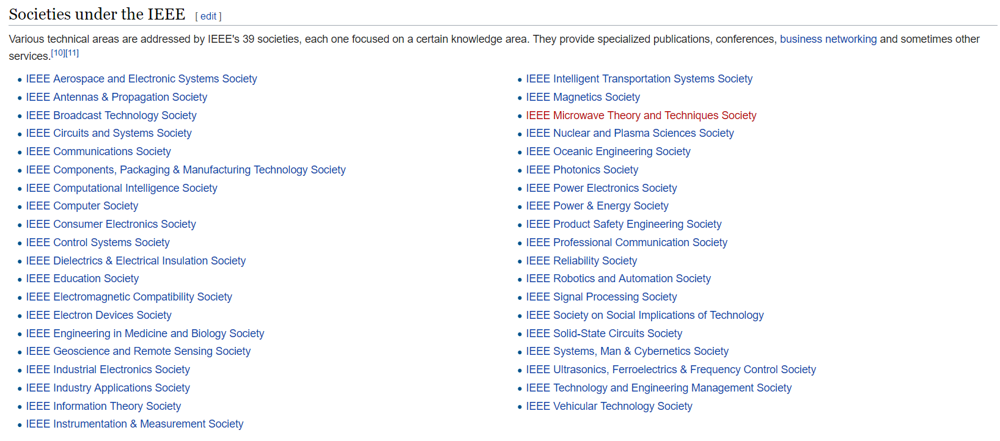 Societies under the IEEE [ edit ]
Various technical areas are addressed by IEEE's 39 societies, each one focused on a certain knowledge area. They provide specialized publications, conferences, business networking and sometimes other
services.[10][11]
• IEEE Aerospace and Electronic Systems Society
• IEEE Antennas & Propagation Society
• IEEE Broadcast Technology Society
• IEEE Circuits and Systems Society
• IEEE Communications Society
• IEEE Components, Packaging & Manufacturing Technology Society
• IEEE Computational Intelligence Society
• IEEE Computer Society
• IEEE Consumer Electronics Society
• IEEE Control Systems Society
• IEEE Dielectrics & Electrical Insulation Society
• IEEE Education Society
• IEEE Electromagnetic Compatibility Society
• IEEE Electron Devices Society
• IEEE Engineering in Medicine and Biology Society
• IEEE Geoscience and Remote Sensing Society
• IEEE Industrial Electronics Society
• IEEE Industry Applications Society
• IEEE Information Theory Society
• IEEE Instrumentation & Measurement Society
• IEEE Intelligent Transportation Systems Society
• IEEE Magnetics Society
• IEEE Microwave Theory and Techniques Society
• IEEE Nuclear and Plasma Sciences Society
• IEEE Oceanic Engineering Society
• IEEE Photonics Society
• IEEE Power Electronics Society
• IEEE Power & Energy Society
• IEEE Product Safety Engineering Society
• IEEE Professional Communication Society
• IEEE Reliability Society
• IEEE Robotics and Automation Society
• IEEE Signal Processing Society
• IEEE Society on Social Implications of Technology
• IEEE Solid-State Circuits Society
• IEEE Systems, Man & Cybernetics Society
• IEEE Ultrasonics, Ferroelectrics & Frequency Control Society
• IEEE Technology and Engineering Management Society
• IEEE Vehicular Technology Society